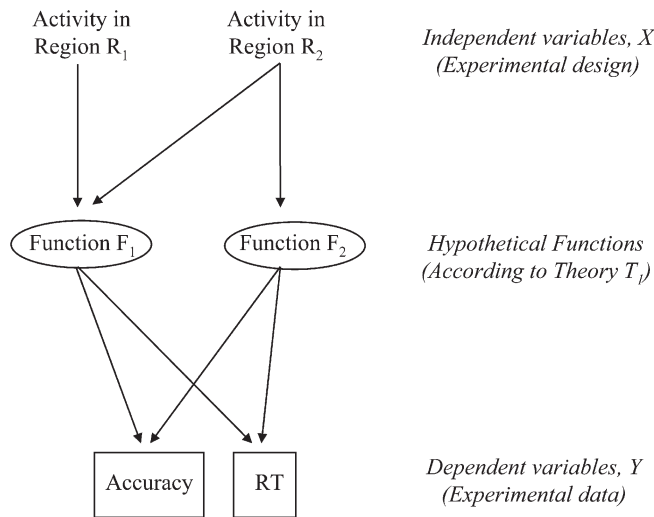 Activity in
Region R₁
Activity in
Region R₂
Independent variables, X
(Experimental design)
Function F₁
Function F₂
Hypothetical Functions
(According to Theory T₁)
Accuracy
RT
Dependent variables, Y
(Experimental data)